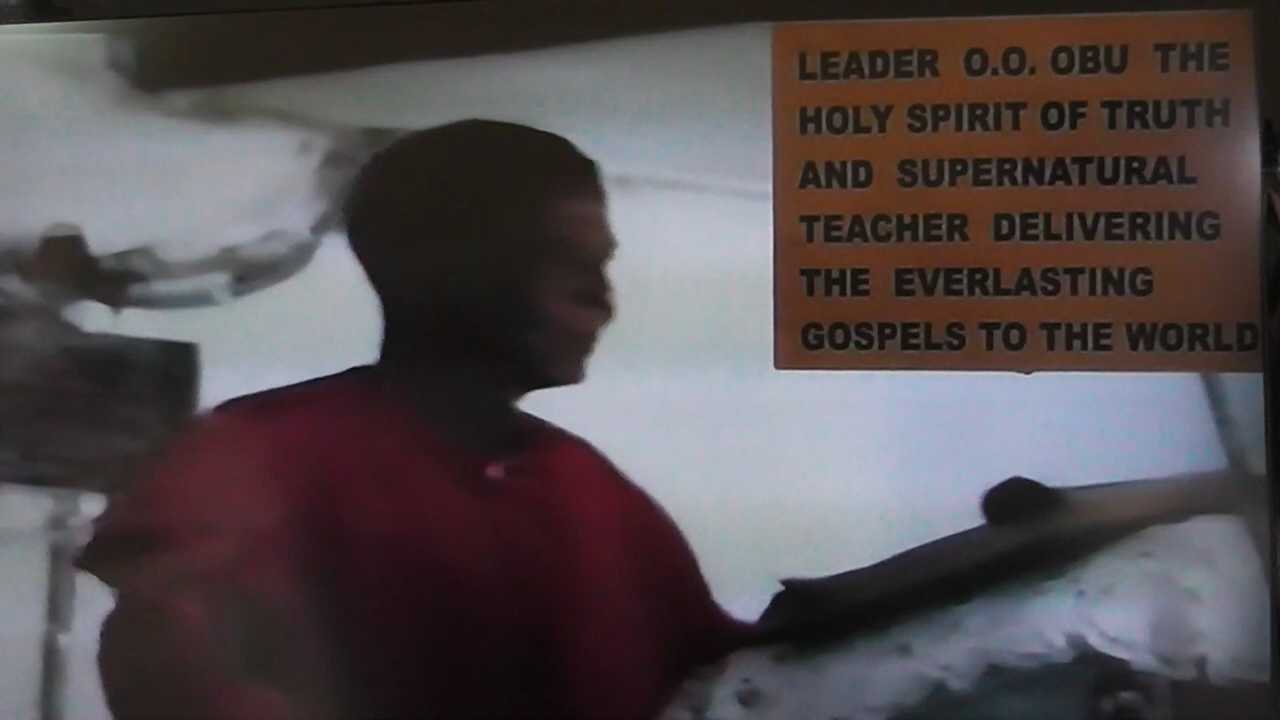 LEADER O.O. OBU THE
HOLY SPIRIT OF TRUTH
AND SUPERNATURAL
TEACHER DELIVERING
THE EVERLASTING
GOSPELS TO THE WORLD